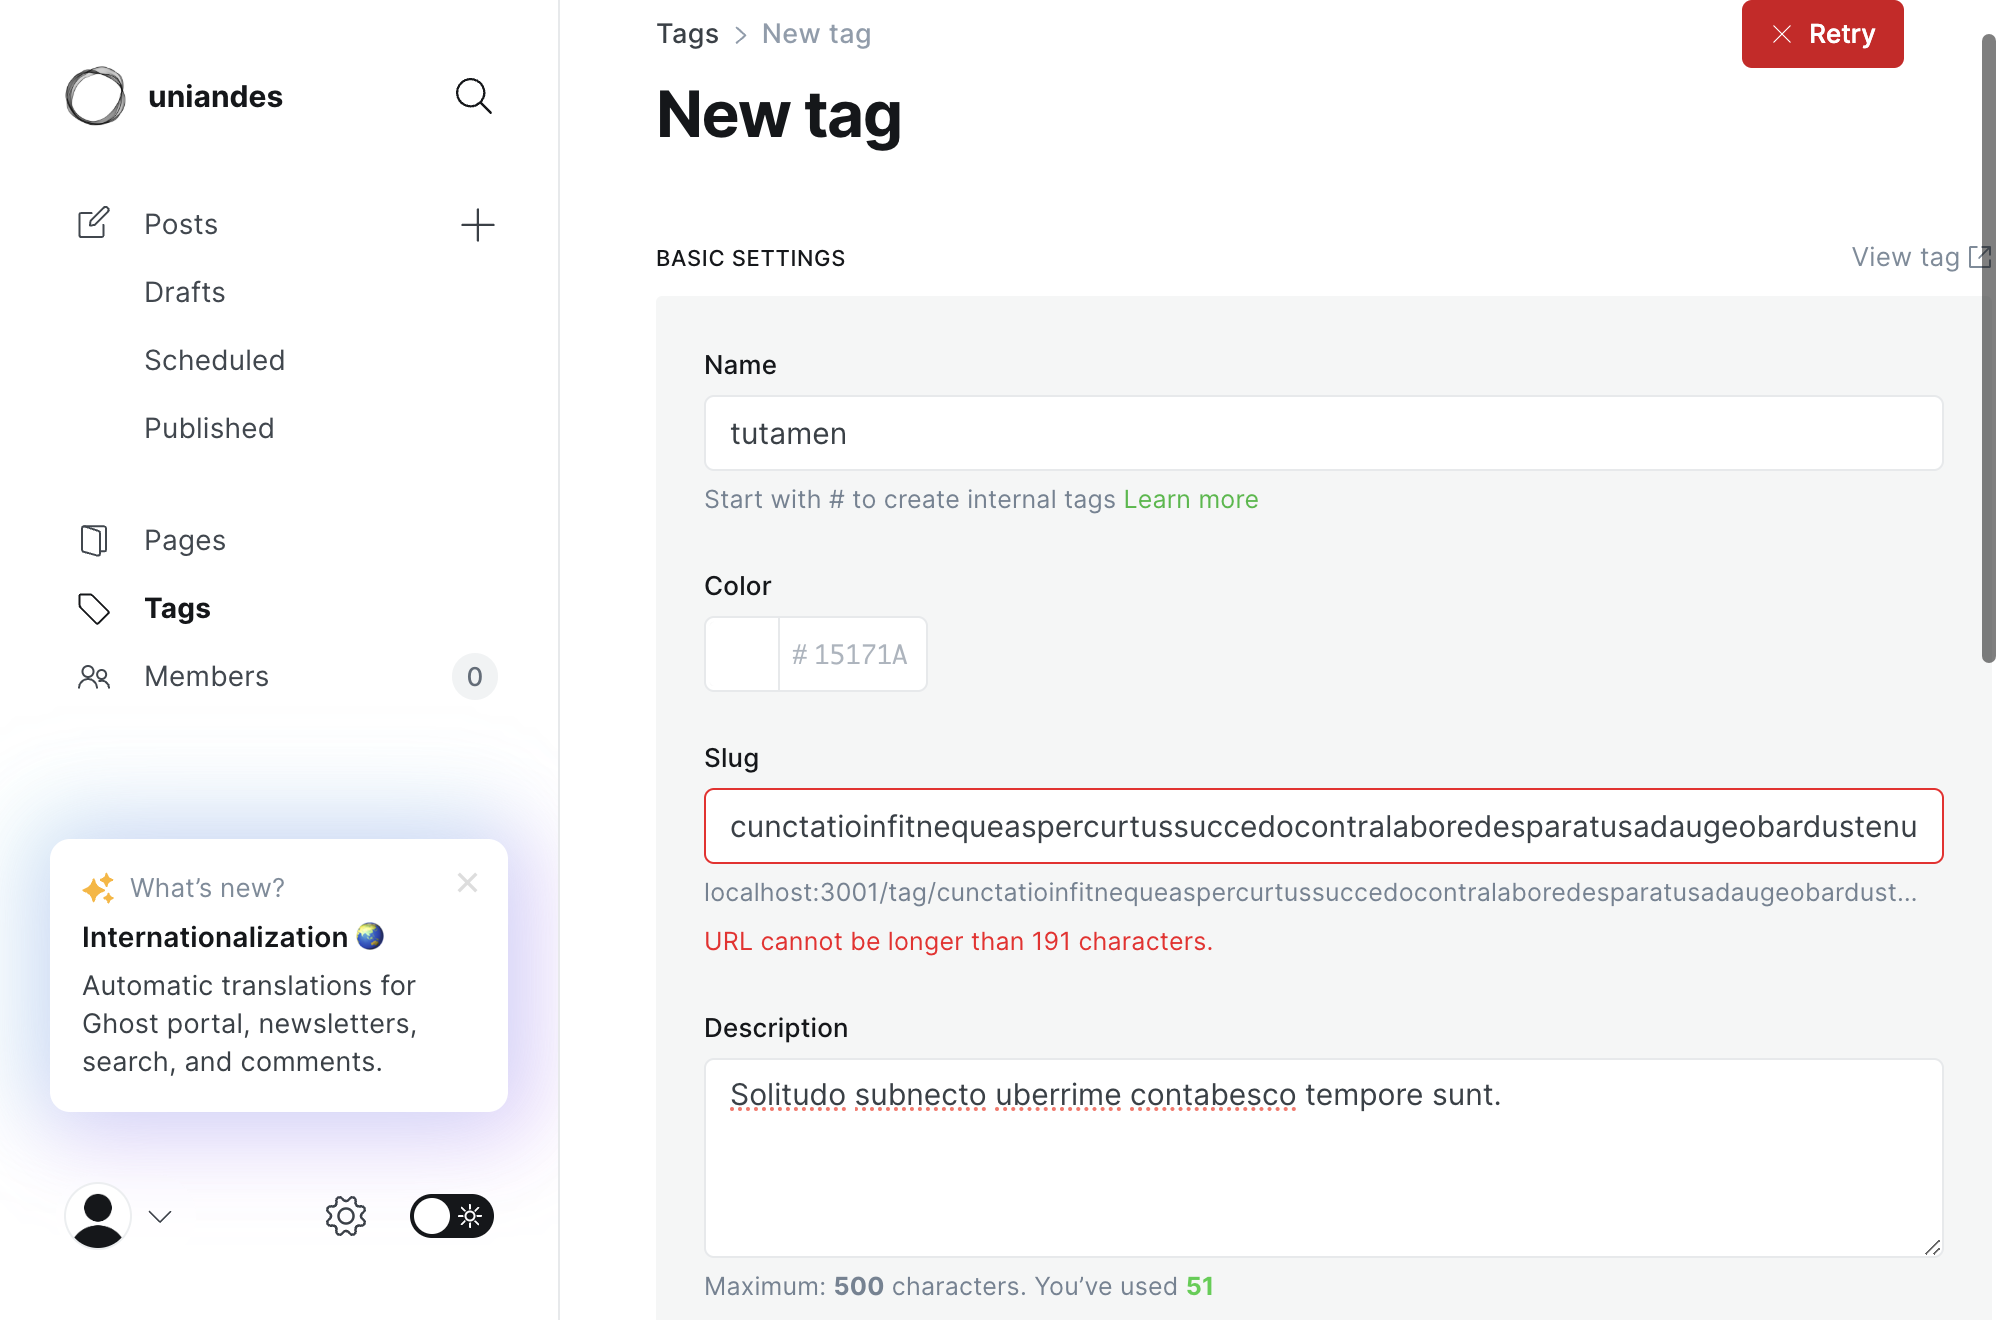 uniandes
Posts
Drafts
Scheduled
Published
Pages
Tags
Members 0
What's new?
Internationalization
Automatic translations for
Ghost portal, newsletters,
search, and comments.
Tags > New tag
Retry
New tag
BASIC SETTINGS
View tag
Name
tutamen
Start with # to create internal tags Learn more
Color
# 15171A
Slug
cunctatioinfitnequeaspercurtussuccedocontralaboredesparatusadaugeobardustenu
localhost:3001/tag/cunctatioinfitnequeaspercurtussuccedocontralaboredesparatusadaugeobardust...
URL cannot be longer than 191 characters.
Description
Solitudo subnecto uberrime contabesco tempore sunt.
Maximum: 500 characters. You’ve used 51